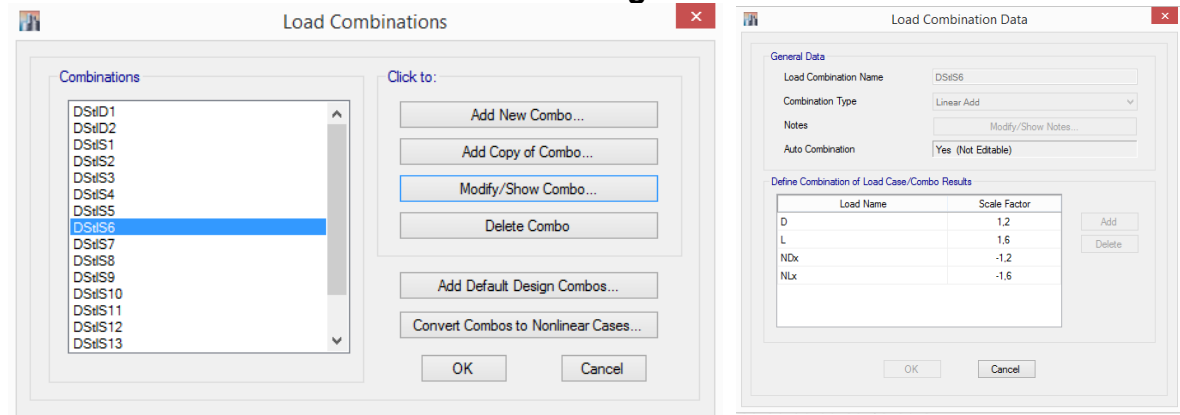 Load Combinations
Combinations
DStlD1
DStlD2
DStlS1
DStlS2
DStlS3
DStlS4
DStlS5
DStlS6
DStlS7
DStlS8
DStlS9
DStlS10
DStlS11
DStlS12
DStlS13
Click to:
Add New Combo...
Add Copy of Combo...
Modify/Show Combo...
Delete Combo
Add Default Design Combos...
Convert Combos to Nonlinear Cases...
OK Cancel
Load Combination Data
General Data
Load Combination Name DStlS6
Combination Type Linear Add
Notes Modify/Show Notes...
Auto Combination Yes (Not Editable)
Define Combination of Load Case/Combo Results
Load Name Scale Factor
D 1,2
L 1,6
NDx -1,2
NLx -1,6
Add
Delete
OK Cancel